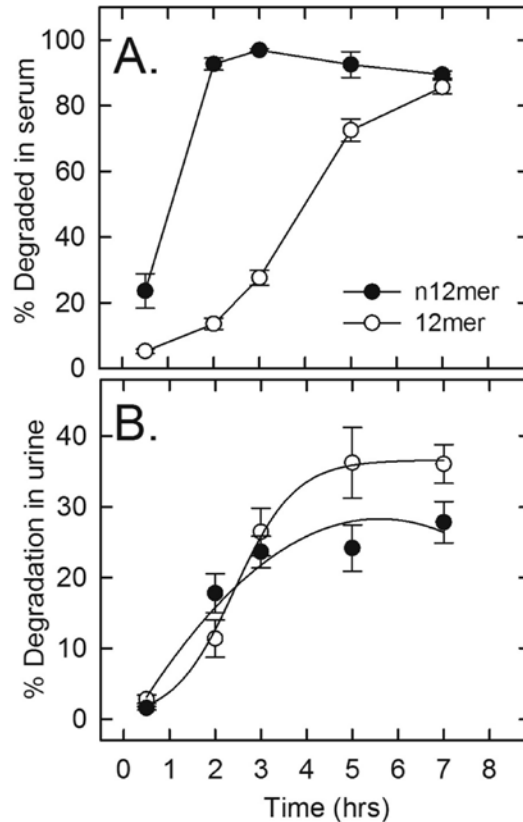 A.
% Degraded in serum
100
80
60
40
20
0
n12mer
12mer
B.
% Degradation in urine
40
30
20
10
0
0 1 2 3 4 5 6 7 8
Time (hrs)